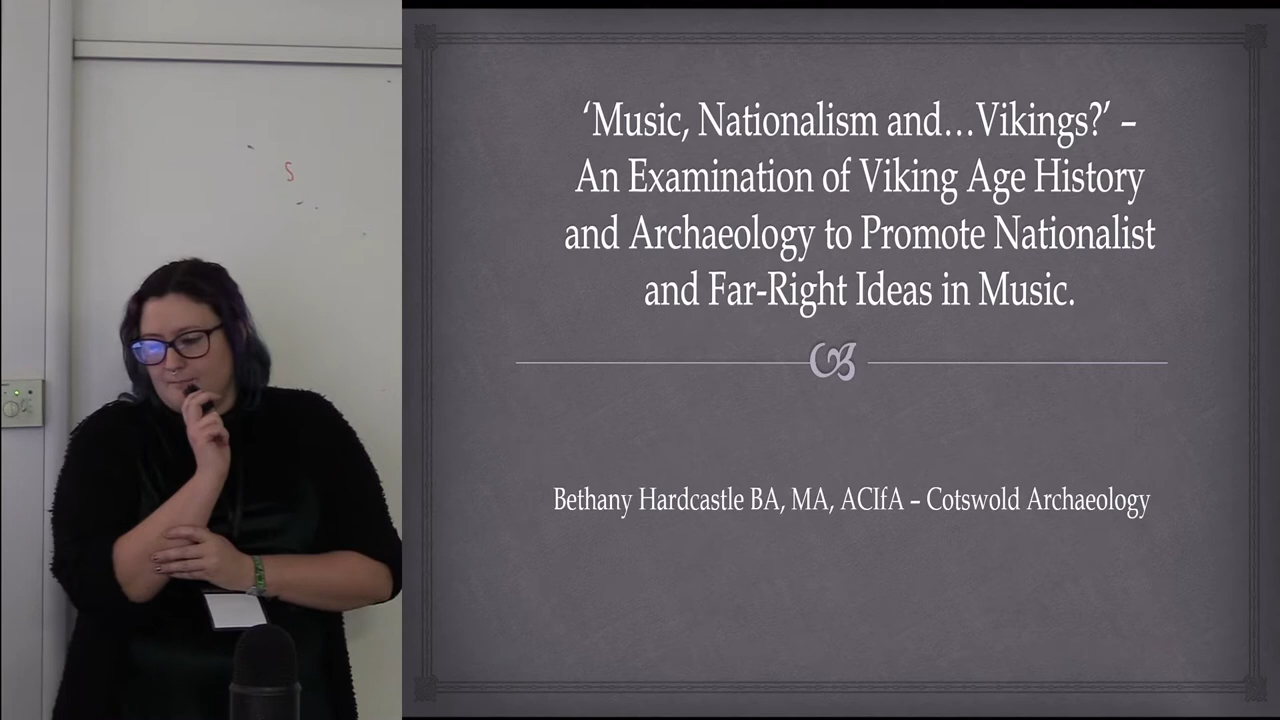 S
‘Music, Nationalism and…Vikings?’ –
An Examination of Viking Age History
and Archaeology to Promote Nationalist
and Far-Right Ideas in Music.
Bethany Hardcastle BA, MA, ACIfA – Cotswold Archaeology